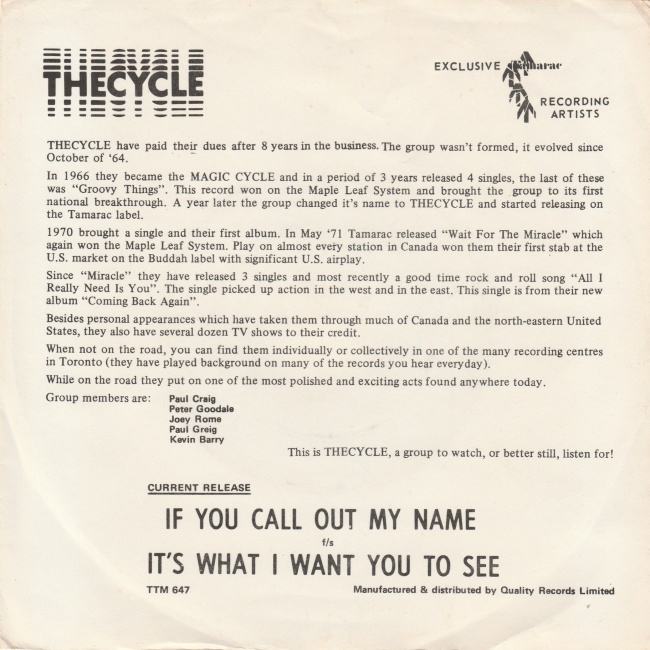 THECYCLE
EXCLUSIVE Tamarac
RECORDING
ARTISTS
THECYCLE have paid their dues after 8 years in the business. The group wasn't formed, it evolved since
October of '64.
In 1966 they became the MAGIC CYCLE and in a period of 3 years released 4 singles, the last of these
was "Groovy Things". This record won on the Maple Leaf System and brought the group to its first
national breakthrough. A year later the group changed it's name to THECYCLE and started releasing on
the Tamarac label.
1970 brought a single and their first album. In May '71 Tamarac released "Wait For The Miracle" which
again won the Maple Leaf System. Play on almost every station in Canada won them their first stab at the
U.S. market on the Buddah label with significant U.S. airplay.
Since "Miracle" they have released 3 singles and most recently a good time rock and roll song "All I
Really Need Is You". The single picked up action in the west and in the east. This single is from their new
album "Coming Back Again".
Besides personal appearances which have taken them through much of Canada and the north-eastern United
States, they also have several dozen TV shows to their credit.
When not on the road, you can find them individually or collectively in one of the many recording centres
in Toronto (they have played background on many of the records you hear everyday).
While on the road they put on one of the most polished and exciting acts found anywhere today.
Group members are: Paul Craig
Peter Goodale
Joey Rome
Paul Greig
Kevin Barry
This is THECYCLE, a group to watch, or better still, listen for!
CURRENT RELEASE
IF YOU CALL OUT MY NAME
f/s
IT'S WHAT I WANT YOU TO SEE
TTM 647 Manufactured & distributed by Quality Records Limited